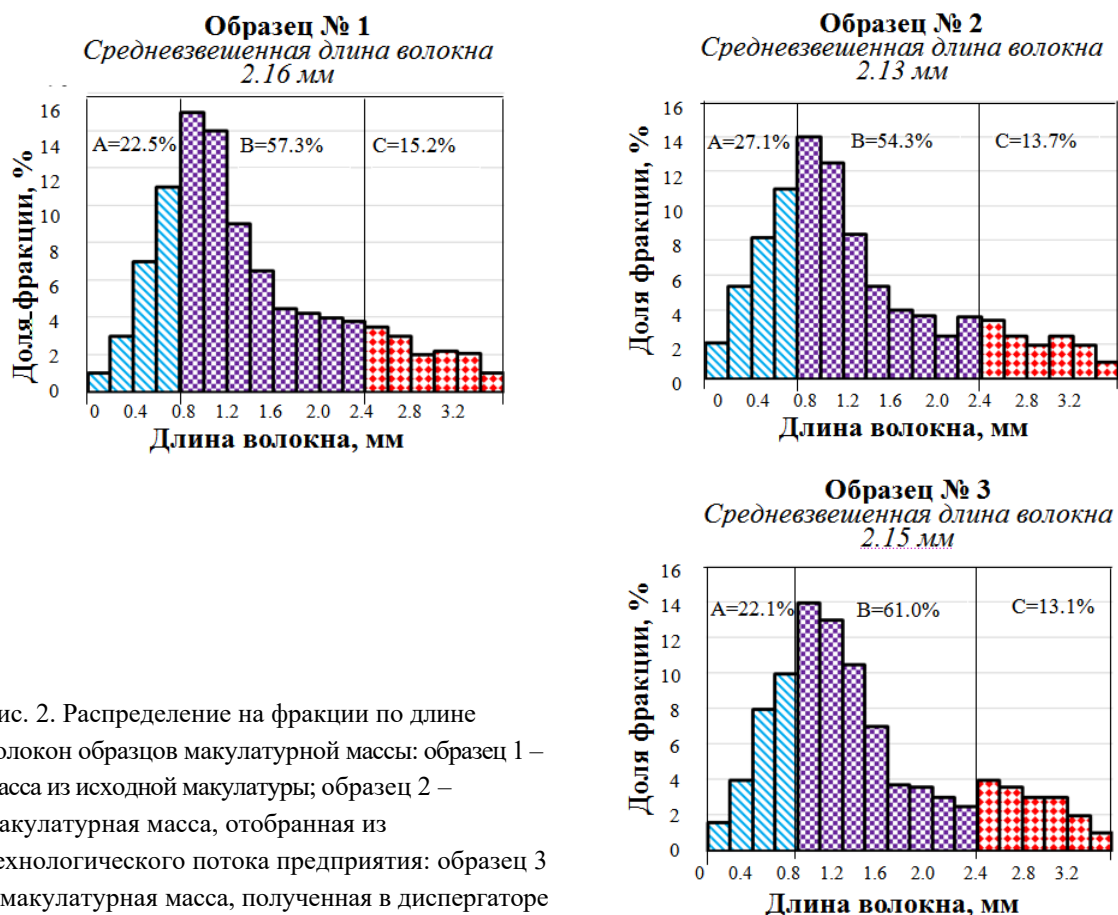 Образец № 1
Средневзвешенная длина волокна
2.16 мм
A=22.5%
B=57.3%
C=15.2%
Доля фракции, %
16
14
12
10
8
6
4
2
0
0 0.4 0.8 1.2 1.6 2.0 2.4 2.8 3.2
Длина волокна, мм
Образец № 2
Средневзвешенная длина волокна
2.13 мм
A=27.1%
B=54.3%
C=13.7%
Доля фракции, %
16
14
12
10
8
6
4
2
0
0 0.4 0.8 1.2 1.6 2.0 2.4 2.8 3.2
Длина волокна, мм
Образец № 3
Средневзвешенная длина волокна
2.15 мм
A=22.1%
B=61.0%
C=13.1%
Доля фракции, %
16
14
12
10
8
6
4
2
0
0 0.4 0.8 1.2 1.6 2.0 2.4 2.8 3.2
Длина волокна, мм
ис. 2. Распределение на фракции по длине
олокон образцов макулатурной массы: образец 1 –
асса из исходной макулатуры; образец 2 –
акулатурная масса, отобранная из
ехнологического потока предприятия: образец 3
макулатурная масса, полученная в диспергаторе